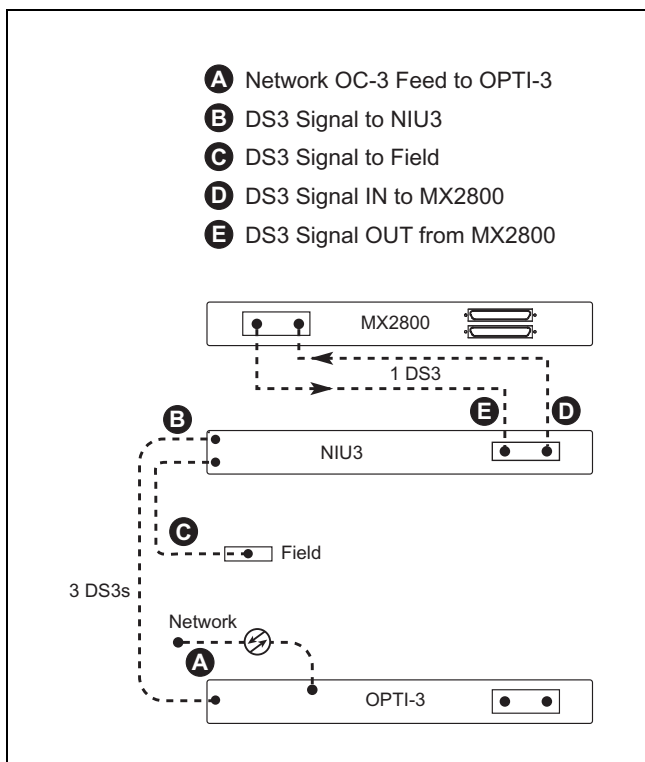 A Network OC-3 Feed to OPTI-3
B DS3 Signal to NIU3
C DS3 Signal to Field
D DS3 Signal IN to MX2800
E DS3 Signal OUT from MX2800
MX2800
1 DS3
B
E
D
NIU3
C
Field
3 DS3s
Network
A
OPTI-3